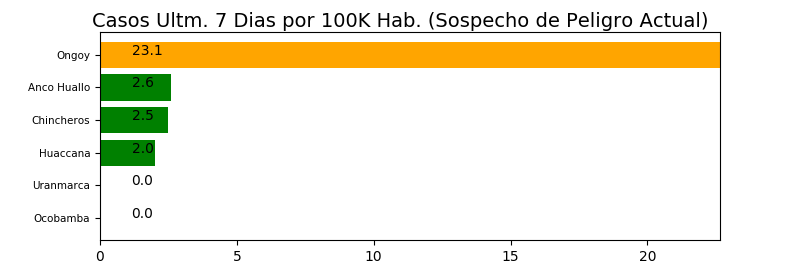 Casos Ultm. 7 Dias por 100K Hab. (Sospecho de Peligro Actual)
Ongoy 23.1
Anco Huallo 2.6
Chincheros 2.5
Huaccana 2.0
Uranmarca 0.0
Ocobamba 0.0
0 5 10 15 20